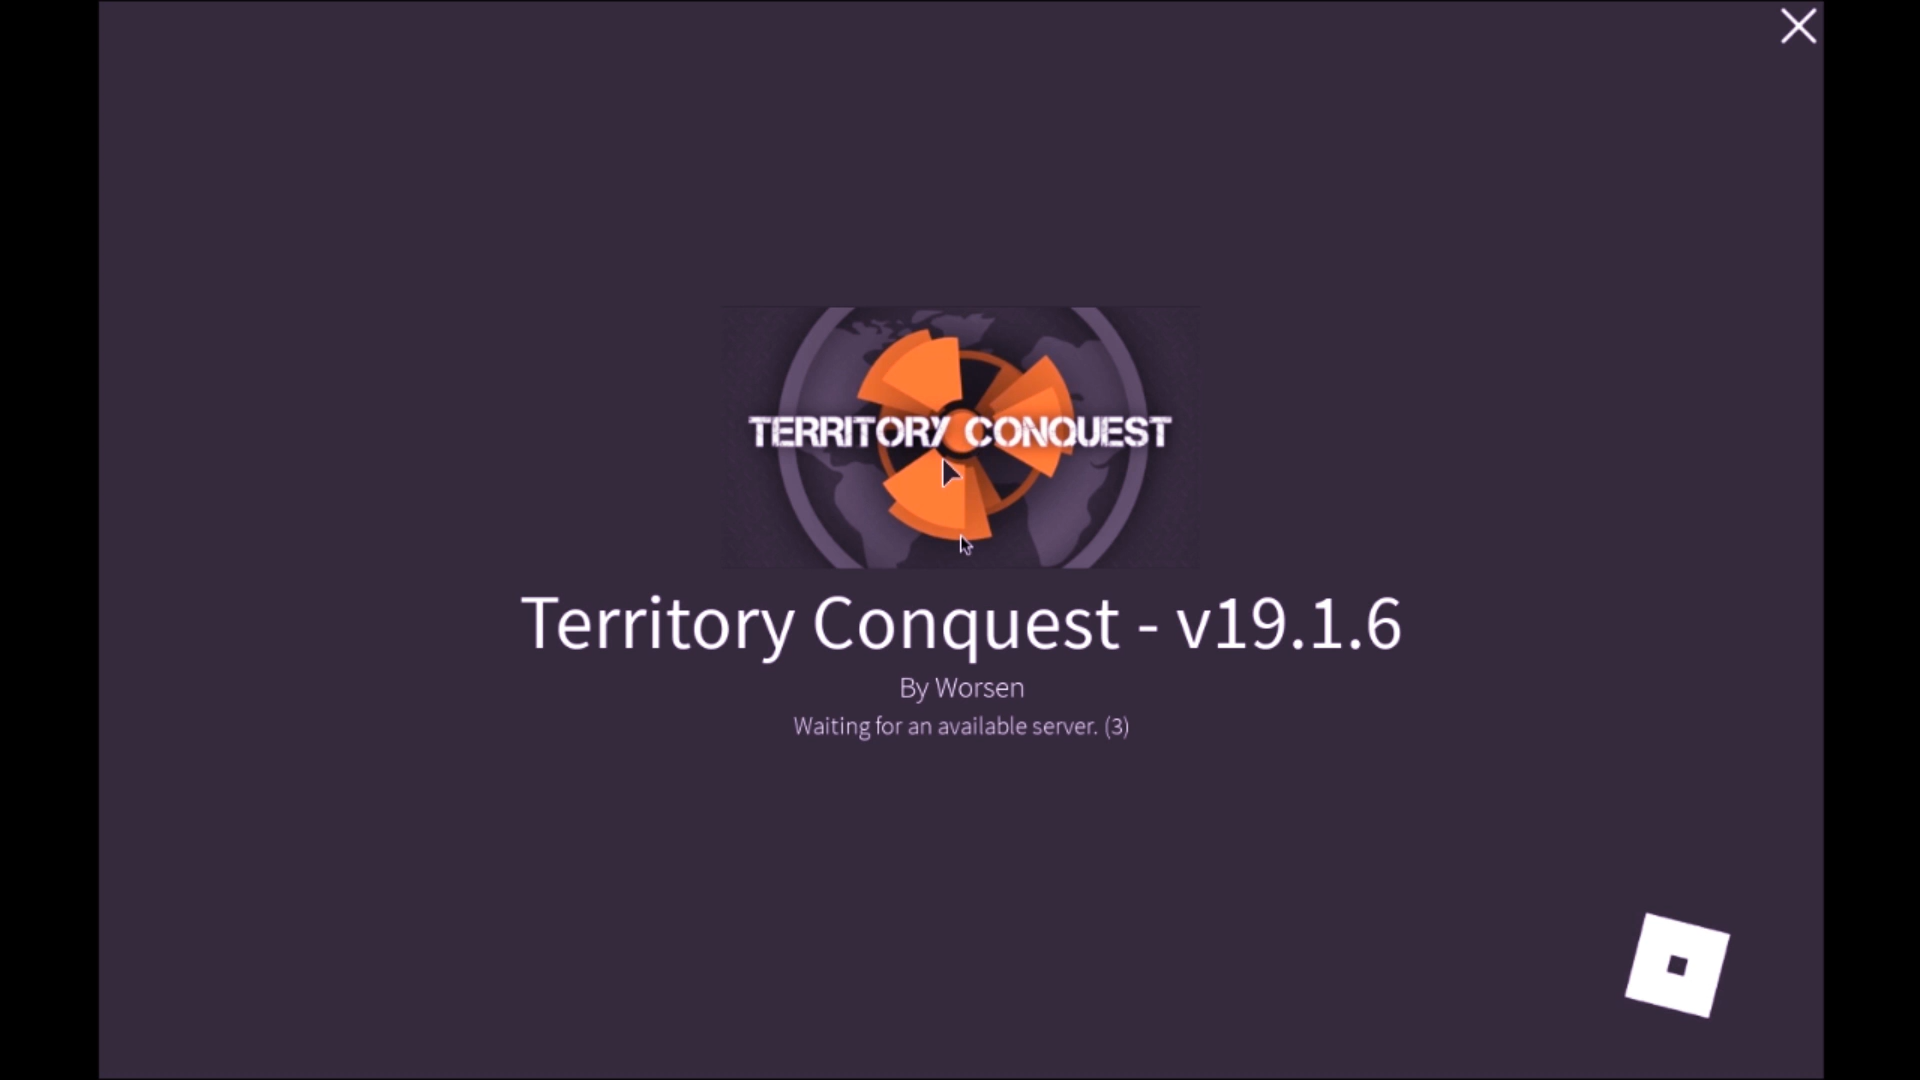 TERRITORY CONQUEST
Territory Conquest - v19.1.6
By Worsen
Waiting for an available server. (3)